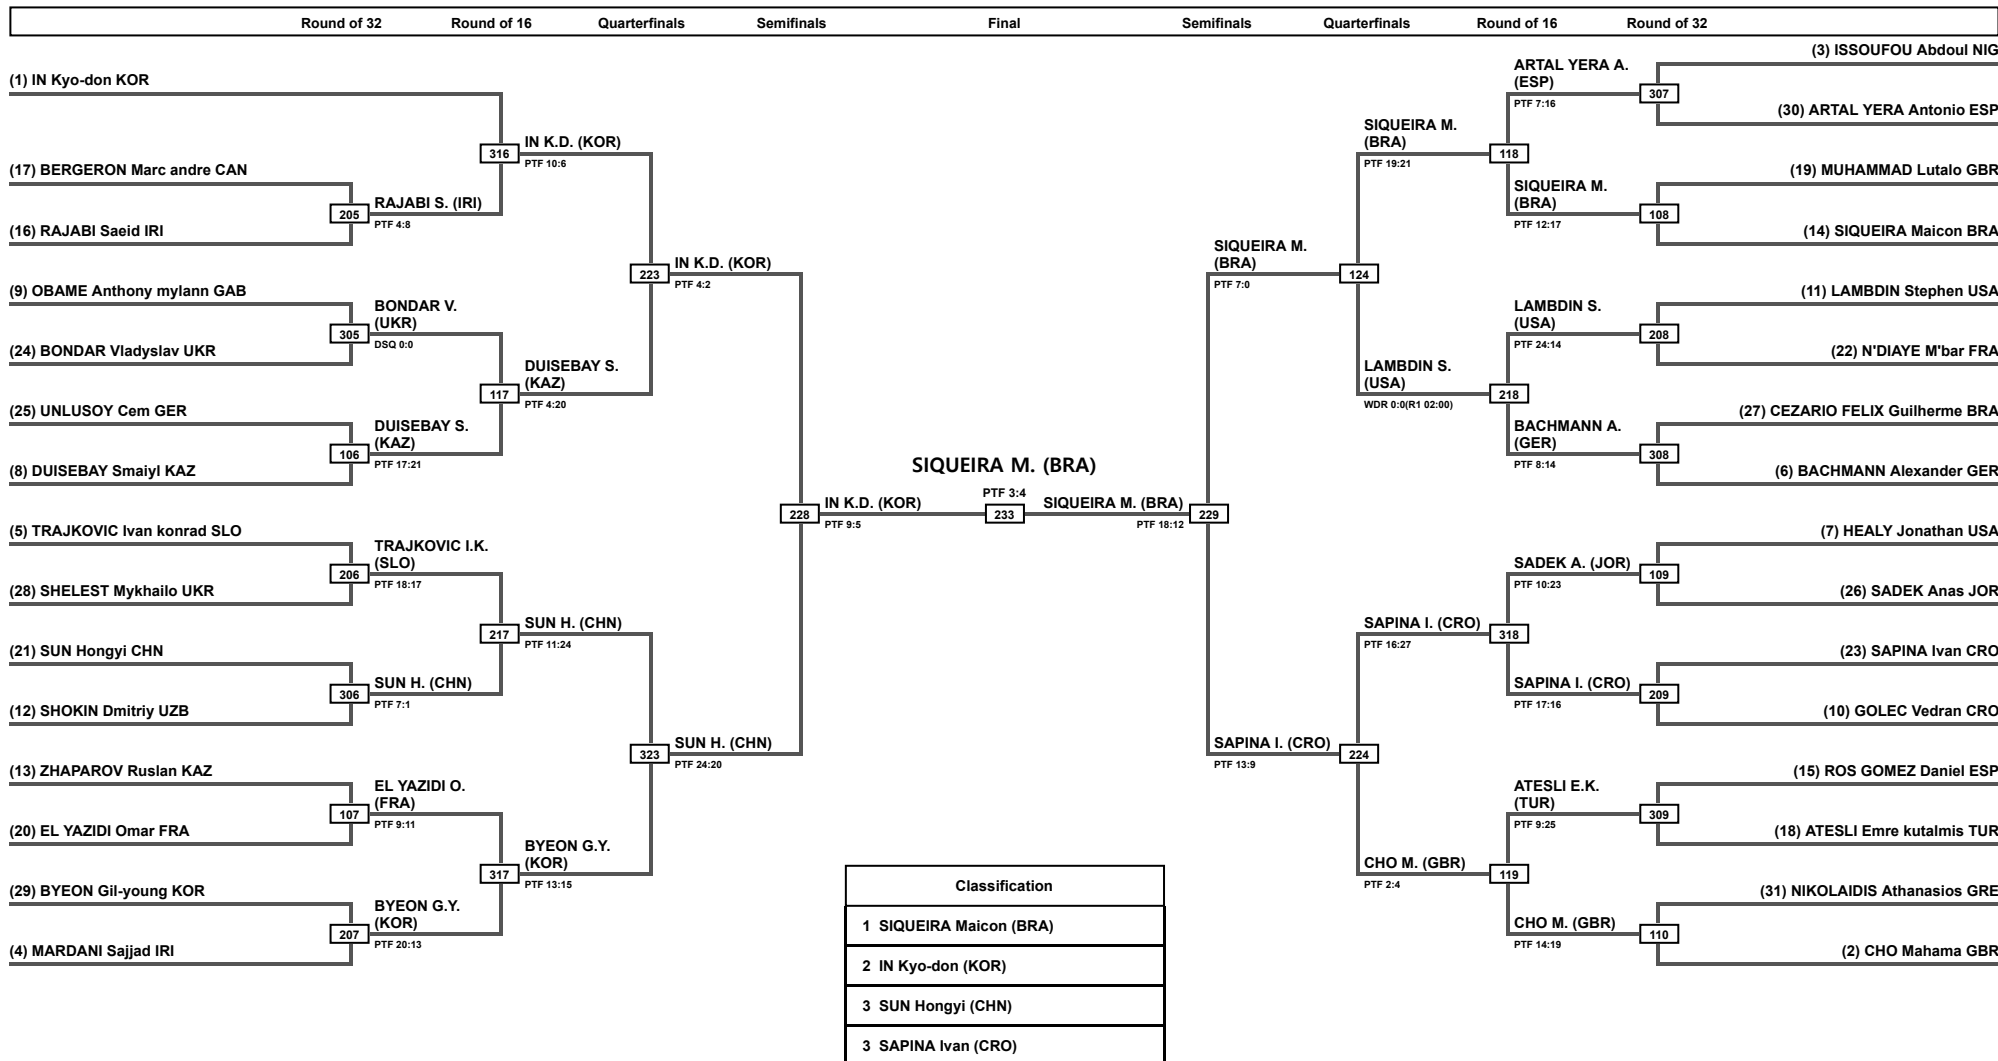 Round of 32 Round of 16 Quarterfinals Semifinals Final Semifinals Quarterfinals Round of 16 Round of 32
(1) IN Kyo-don KOR
(17) BERGERON Marc andre CAN
(16) RAJABI Saeid IRI
(9) OBAME Anthony mylann GAB
(24) BONDAR Vladyslav UKR
(25) UNLUSOY Cem GER
(8) DUISEBAY Smaiyl KAZ
(5) TRAJKOVIC Ivan konrad SLO
(28) SHELEST Mykhailo UKR
(21) SUN Hongyi CHN
(12) SHOKIN Dmitriy UZB
(13) ZHAPAROV Ruslan KAZ
(20) EL YAZIDI Omar FRA
(29) BYEON Gil-young KOR
(4) MARDANI Sajjad IRI
205
RAJABI S. (IRI)
PTF 4:8
305
BONDAR V.
(UKR)
DSQ 0:0
106
DUISEBAY S.
(KAZ)
PTF 17:21
206
TRAJKOVIC I.K.
(SLO)
PTF 18:17
306
SUN H. (CHN)
PTF 7:1
107
EL YAZIDI O.
(FRA)
PTF 9:11
207
BYEON G.Y.
(KOR)
PTF 20:13
316
IN K.D. (KOR)
PTF 10:6
117
DUISEBAY S.
(KAZ)
PTF 4:20
217
SUN H. (CHN)
PTF 11:24
317
BYEON G.Y.
(KOR)
PTF 13:15
223
IN K.D. (KOR)
PTF 4:2
323
SUN H. (CHN)
PTF 24:20
228
IN K.D. (KOR)
PTF 9:5
SIQUEIRA M. (BRA)
PTF 3:4
233
SIQUEIRA M. (BRA)
PTF 18:12
229
SIQUEIRA M.
(BRA)
PTF 7:0
124
SAPINA I. (CRO)
PTF 13:9
224
SIQUEIRA M.
(BRA)
PTF 19:21
118
LAMBDIN S.
(USA)
WDR 0:0(R1 02:00)
218
SAPINA I. (CRO)
PTF 16:27
318
CHO M. (GBR)
PTF 2:4
119
ARTAL YERA A.
(ESP)
PTF 7:16
307
SIQUEIRA M.
(BRA)
PTF 12:17
108
LAMBDIN S.
(USA)
PTF 24:14
208
BACHMANN A.
(GER)
PTF 8:14
308
SADEK A. (JOR)
PTF 10:23
109
SAPINA I. (CRO)
PTF 17:16
209
ATESLI E.K.
(TUR)
PTF 9:25
309
CHO M. (GBR)
PTF 14:19
110
(3) ISSOUFOU Abdoul NIG
(30) ARTAL YERA Antonio ESP
(19) MUHAMMAD Lutalo GBR
(14) SIQUEIRA Maicon BRA
(11) LAMBDIN Stephen USA
(22) N'DIAYE M'bar FRA
(27) CEZARIO FELIX Guilherme BRA
(6) BACHMANN Alexander GER
(7) HEALY Jonathan USA
(26) SADEK Anas JOR
(23) SAPINA Ivan CRO
(10) GOLEC Vedran CRO
(15) ROS GOMEZ Daniel ESP
(18) ATESLI Emre kutalmis TUR
(31) NIKOLAIDIS Athanasios GRE
(2) CHO Mahama GBR
Classification
1 SIQUEIRA Maicon (BRA)
2 IN Kyo-don (KOR)
3 SUN Hongyi (CHN)
3 SAPINA Ivan (CRO)